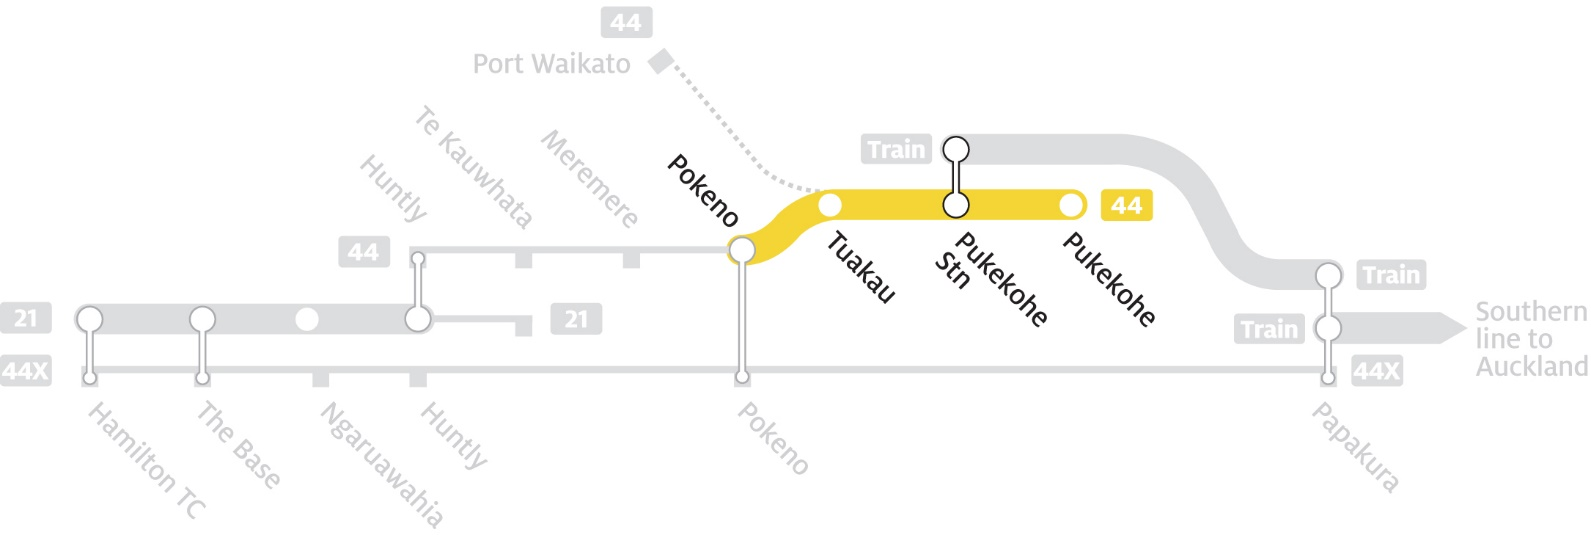 44
Port Waikato
Te Kauwhata
Meremere
Huntly
Pokeno
Train
44
44
Tuakau
Pukekohe
Stn
Pukekohe
Train
21
21
Train
Southern
line to
Auckland
44X
44X
Hamilton TC
The Base
Ngaruawahia
Huntly
Pokeno
Papakura